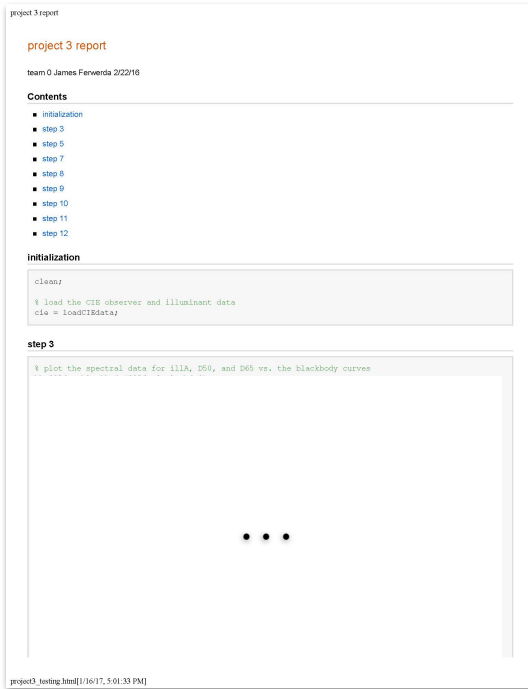 project 3 report
project 3 report
team 0 James Ferwerda 2/22/16
Contents
initialization
step 3
step 5
step 7
step 8
step 9
step 10
step 11
step 12
initialization
clean;
% load the CIE observer and illuminant data
cie = loadCIEdata;
step 3
% plot the spectral data for illA, D50, and D65 vs. the blackbody curves
project3_testing.html[1/16/17, 5:01:33 PM]